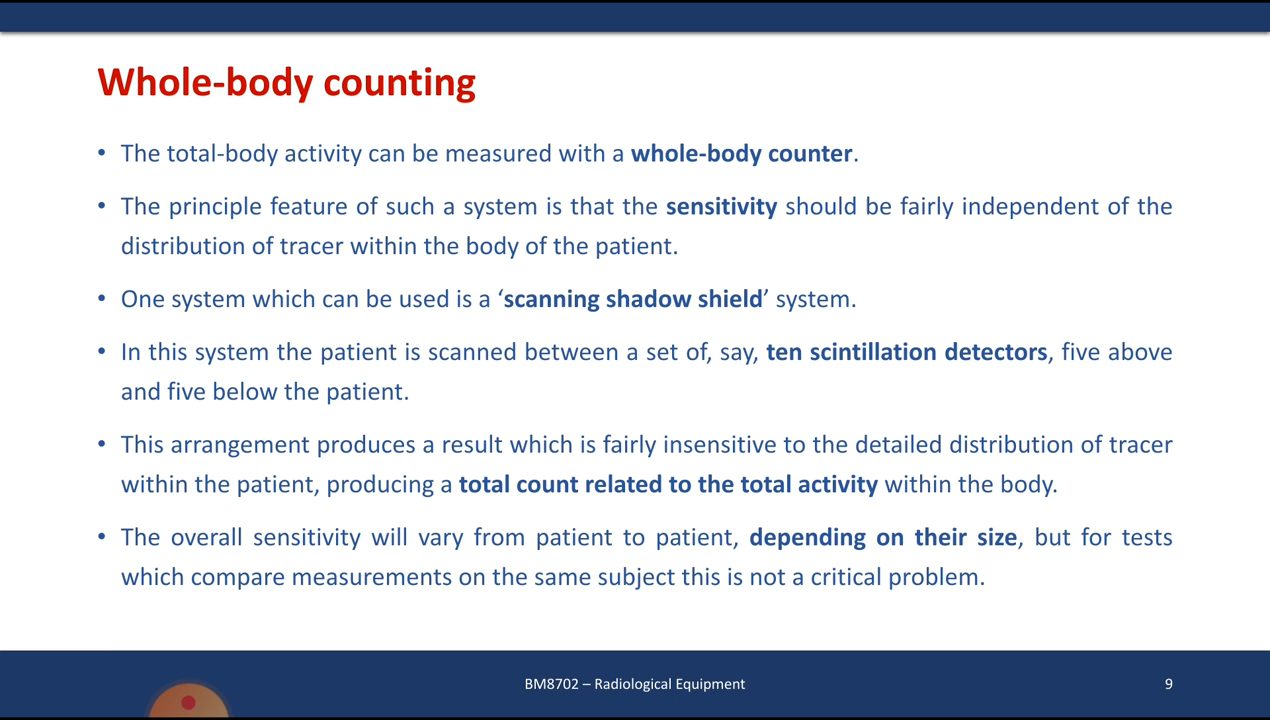 Whole-body counting
• The total-body activity can be measured with a whole-body counter.
• The principle feature of such a system is that the sensitivity should be fairly independent of the
distribution of tracer within the body of the patient.
• One system which can be used is a ‘scanning shadow shield’ system.
• In this system the patient is scanned between a set of, say, ten scintillation detectors, five above
and five below the patient.
• This arrangement produces a result which is fairly insensitive to the detailed distribution of tracer
within the patient, producing a total count related to the total activity within the body.
• The overall sensitivity will vary from patient to patient, depending on their size, but for tests
which compare measurements on the same subject this is not a critical problem.
BM8702 – Radiological Equipment
9